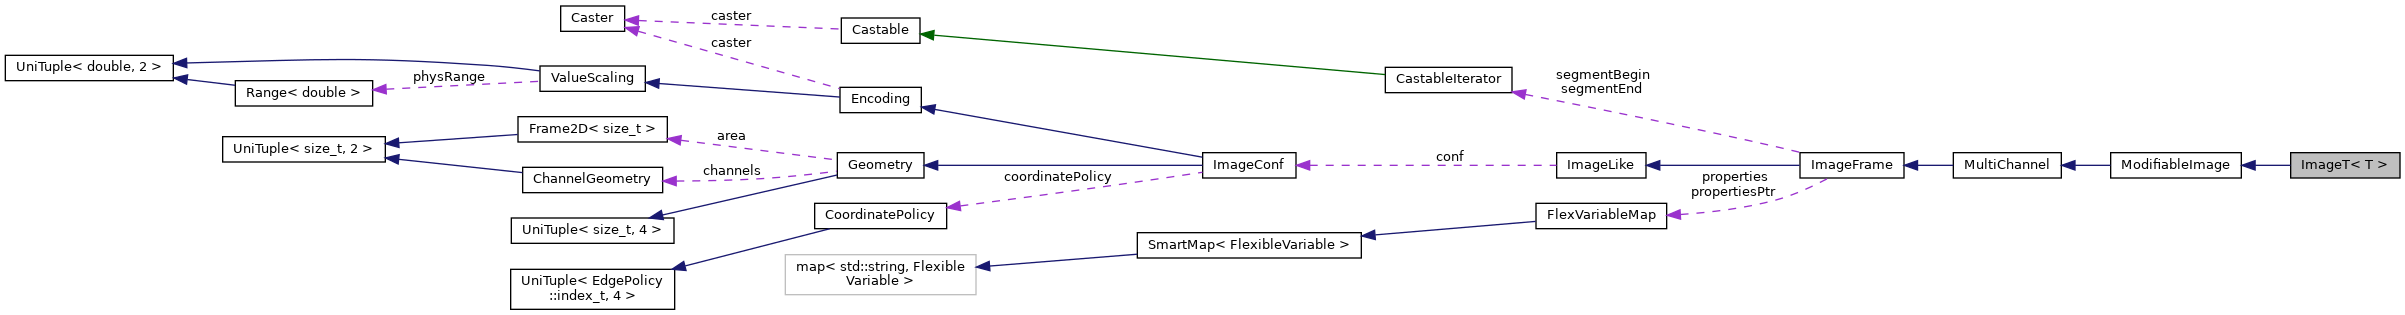 Caster
caster
Castable
caster
UniTuple< double, 2 >
physRange
ValueScaling
Range< double >
Encoding
CastableIterator
segmentBegin
segmentEnd
Frame2D< size_t >
area
UniTuple< size_t, 2 >
ChannelGeometry
channels
Geometry
ImageConf
conf
ImageLike
ImageFrame
MultiChannel
ModifiableImage
ImageT< T >
coordinatePolicy
properties
propertiesPtr
CoordinatePolicy
FlexVariableMap
UniTuple< size_t, 4 >
SmartMap< FlexibleVariable >
map< std::string, Flexible
Variable >
UniTuple< EdgePolicy
::index_t, 4 >